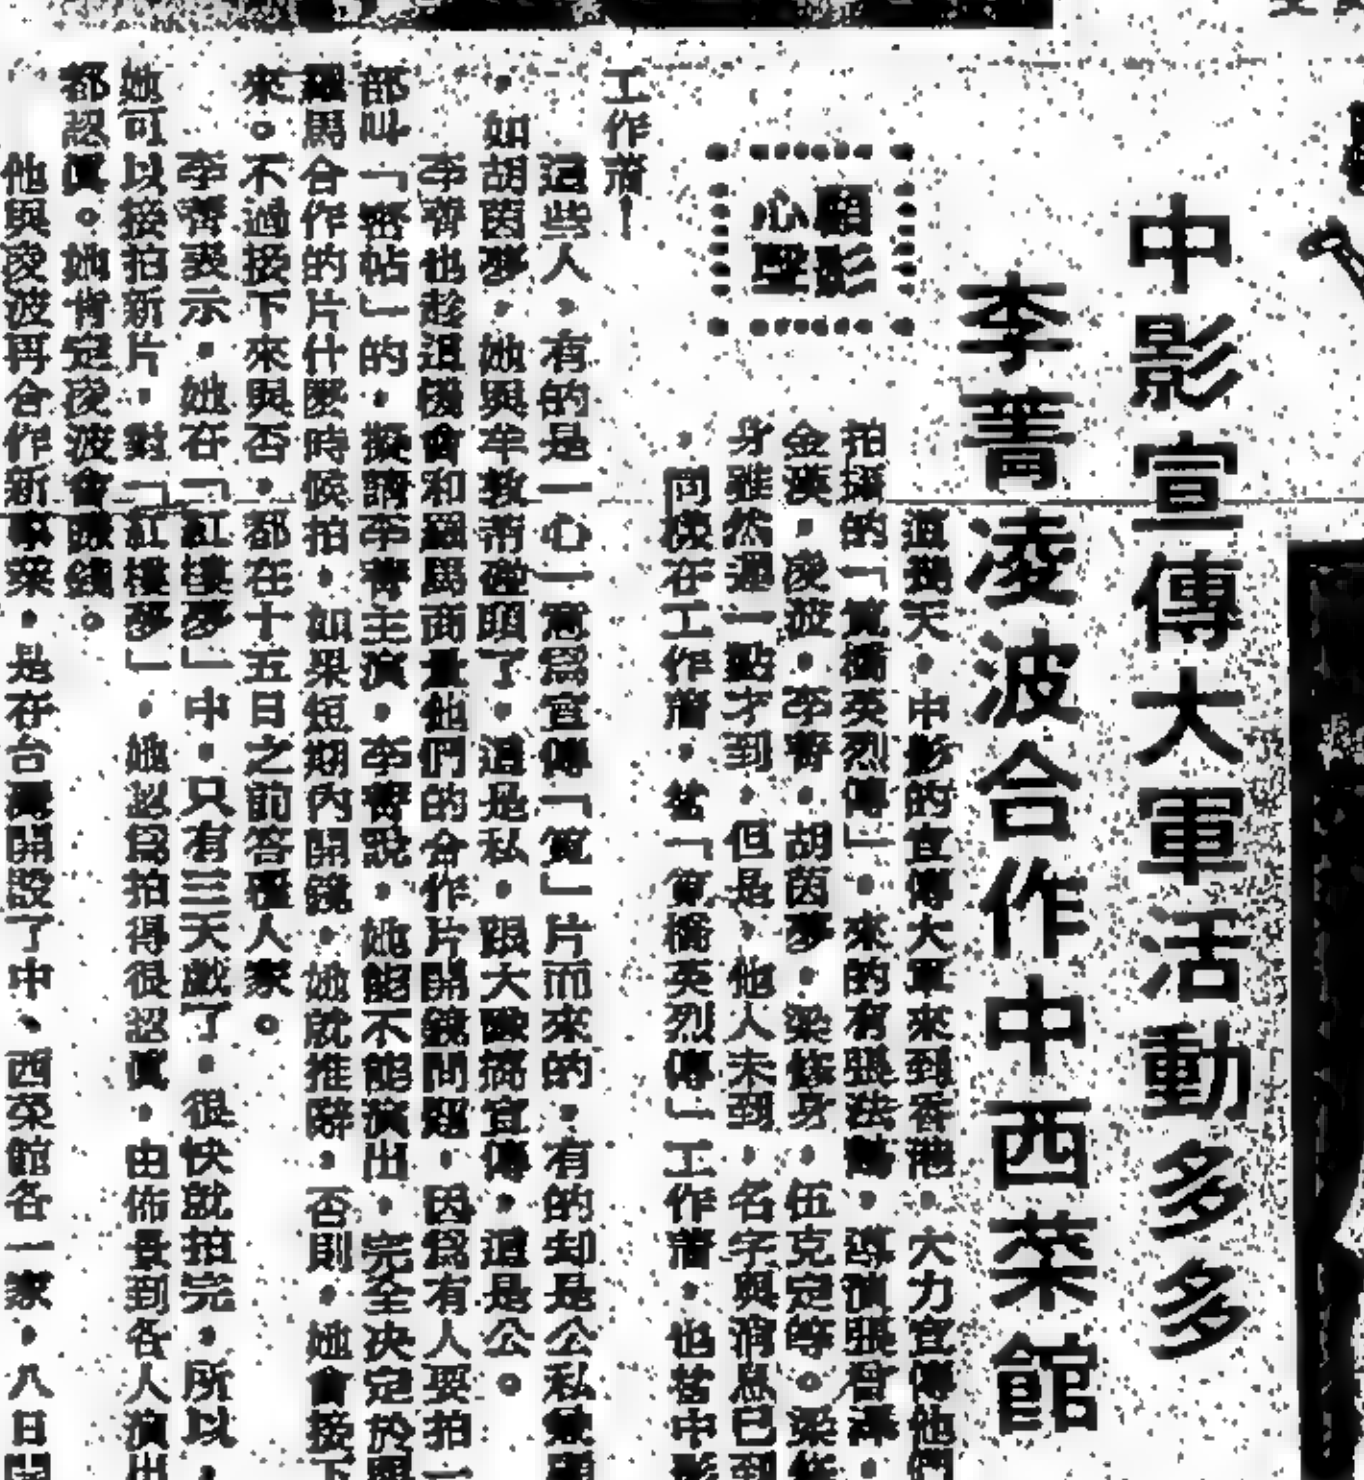 中影宣傳大軍活動多多
李菁凌波合作中西菜館
銀影
心聲
這幾天，中影的宣傳大軍來到香港，大力宣傳他們
拍攝的「筧橋英烈傳」，來的有張法鶴，導演張曾澤，
金漢，凌波，李菁，胡茵夢，梁修身，伍克定等。梁修
身雖然遲一點才到，但是，他人未到，名字與消息已到
，同樣在工作着，當「筧橋英烈傳」工作着，也當中影
工作着！
這些人，有的是一心一意爲宣傳「筧」片而來的，有的却是公私兼顧
，如胡茵夢，她與牟敦芾碰頭了，這是私，跟大隊搞宣傳，這是公。
李菁也趁這機會和羅馬商量他們的合作片開鏡問題，因爲有人要拍一
部叫「密帖」的，擬請李菁主演，李菁說，她能不能演出，完全決定於與
羅馬合作的片什麼時候拍，如果短期內開鏡，她就推辭，否則，她會接下
來。不過接下來與否，都在十五日之前答覆人家。
李菁表示，她在「紅樓夢」中，只有三天戲了，很快就拍完，所以，
她可以接拍新片，對「紅樓夢」，她認爲拍得很認眞，由佈景到各人演出
都認眞。她肯定凌波會賺錢。
他與凌波再合作新事業，是在台灣開設了中、西菜館各一家，八日開